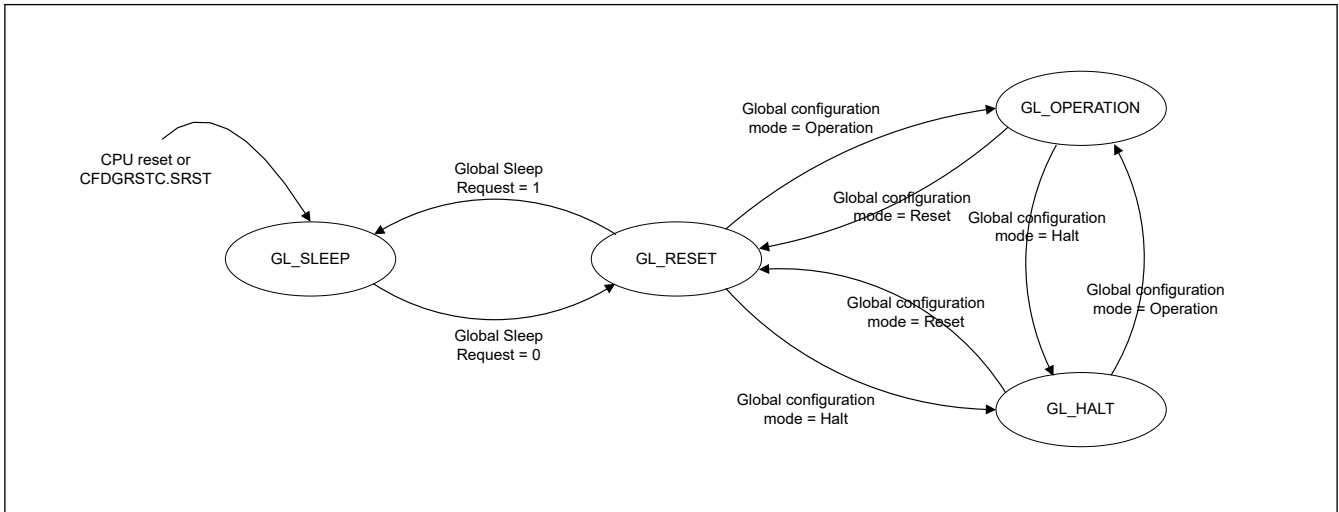 GL_OPERATION
Global configuration
mode = Operation
CPU reset or
CFDGRSTC.SRST
Global Sleep
Request = 1
Global configuration
mode = Reset
Global configuration
mode = Halt
GL_SLEEP
GL_RESET
Global configuration
mode = Operation
Global configuration
mode = Reset
Global Sleep
Request = 0
Global configuration
mode = Halt
GL_HALT